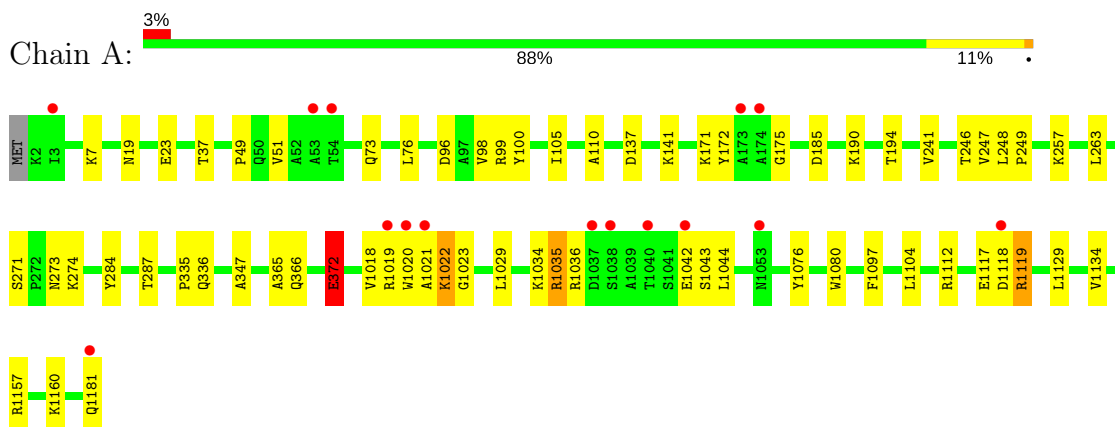 3%
Chain A:
88% 11% •
MET K2 I3 K7 N19 E23 T37 P49 Q50 V51 A52 A53 T54 Q73 L76 D96 A97 V98 R99 Y100 I105 A110 D137 K141 K171 Y172 A173 A174 G175 D185 K190 T194 V241 T246 V247 L248 P249 K257 L263
S271 P272 N273 K274 Y284 T287 P335 Q336 A347 A365 Q366 E372 V1018 R1019 W1020 A1021 K1022 G1023 L1029 K1034 R1035 R1036 D1037 S1038 A1039 T1040 S1041 E1042 S1043 L1044 N1053 Y1076 W1080 F1097 L1104 R1112 E1117 D1118 R1119 L1129 V1134
R1157 K1160 Q1181